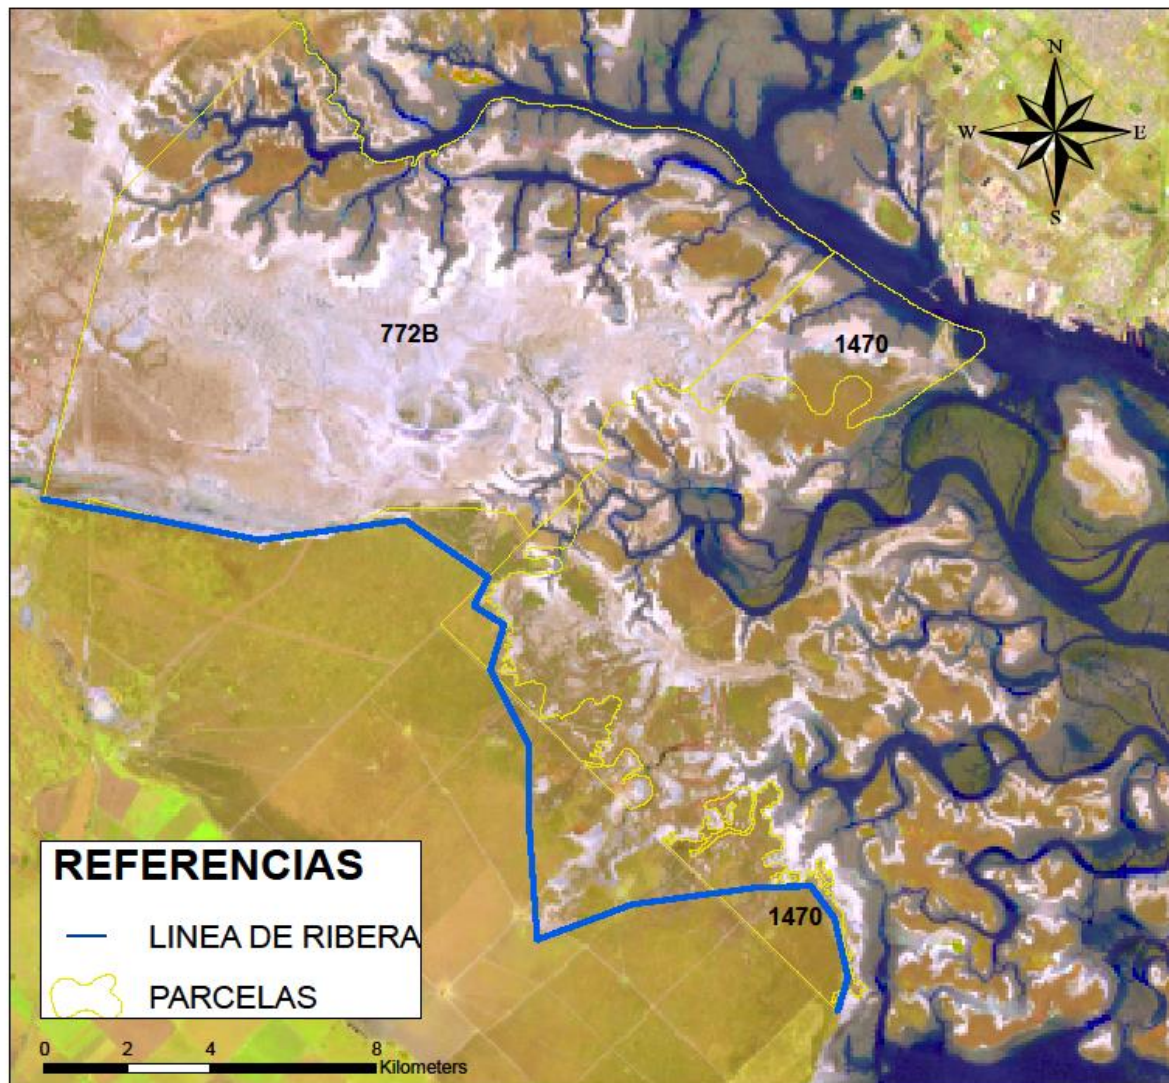 N
W E
S
772B
1470
REFERENCIAS
LINEA DE RIBERA
1470
PARCELAS
0 2 4 8
Kilometers